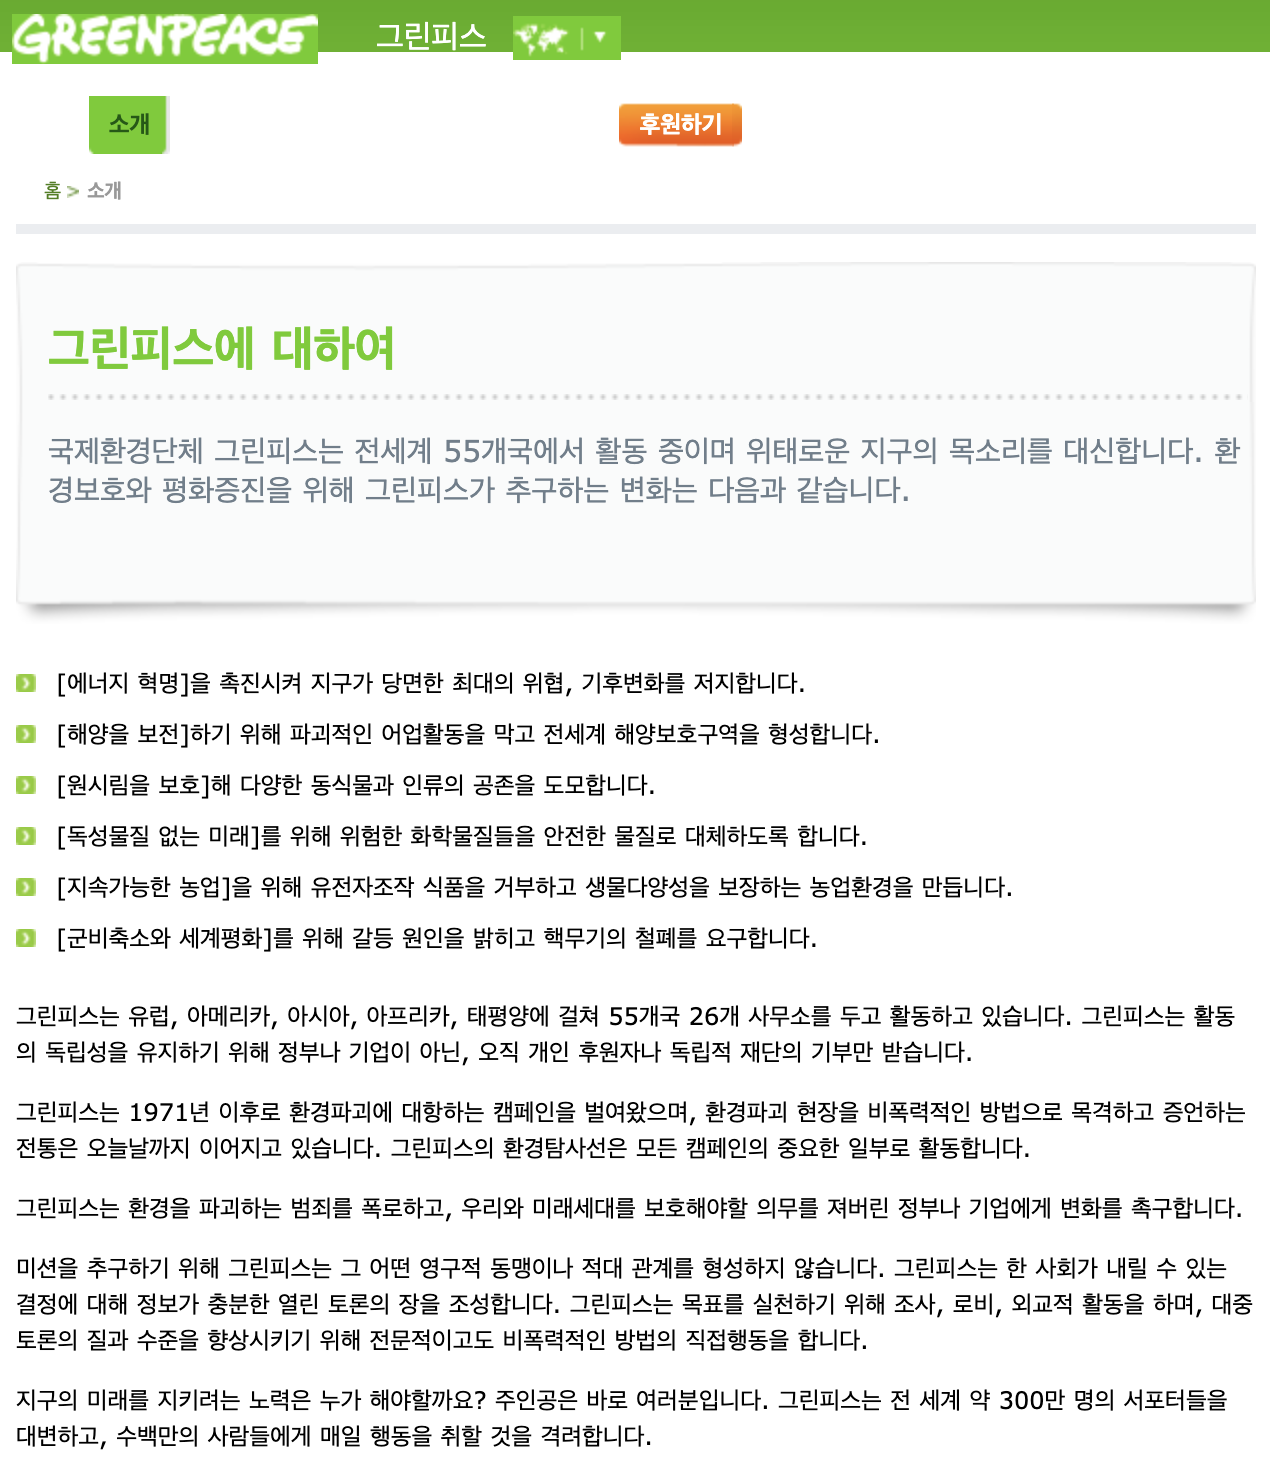 GREENPEACE 그린피스
소개 후원하기
홈 > 소개
그린피스에 대하여
국제환경단체 그린피스는 전세계 55개국에서 활동 중이며 위태로운 지구의 목소리를 대신합니다. 환
경보호와 평화증진을 위해 그린피스가 추구하는 변화는 다음과 같습니다.
[에너지 혁명]을 촉진시켜 지구가 당면한 최대의 위협, 기후변화를 저지합니다.
[해양을 보전]하기 위해 파괴적인 어업활동을 막고 전세계 해양보호구역을 형성합니다.
[원시림을 보호]해 다양한 동식물과 인류의 공존을 도모합니다.
[독성물질 없는 미래]를 위해 위험한 화학물질들을 안전한 물질로 대체하도록 합니다.
[지속가능한 농업]을 위해 유전자조작 식품을 거부하고 생물다양성을 보장하는 농업환경을 만듭니다.
[군비축소와 세계평화]를 위해 갈등 원인을 밝히고 핵무기의 철폐를 요구합니다.
그린피스는 유럽, 아메리카, 아시아, 아프리카, 태평양에 걸쳐 55개국 26개 사무소를 두고 활동하고 있습니다. 그린피스는 활동
의 독립성을 유지하기 위해 정부나 기업이 아닌, 오직 개인 후원자나 독립적 재단의 기부만 받습니다.
그린피스는 1971년 이후로 환경파괴에 대항하는 캠페인을 벌여왔으며, 환경파괴 현장을 비폭력적인 방법으로 목격하고 증언하는
전통은 오늘날까지 이어지고 있습니다. 그린피스의 환경탐사선은 모든 캠페인의 중요한 일부로 활동합니다.
그린피스는 환경을 파괴하는 범죄를 폭로하고, 우리와 미래세대를 보호해야할 의무를 져버린 정부나 기업에게 변화를 촉구합니다.
미션을 추구하기 위해 그린피스는 그 어떤 영구적 동맹이나 적대 관계를 형성하지 않습니다. 그린피스는 한 사회가 내릴 수 있는
결정에 대해 정보가 충분한 열린 토론의 장을 조성합니다. 그린피스는 목표를 실천하기 위해 조사, 로비, 외교적 활동을 하며, 대중
토론의 질과 수준을 향상시키기 위해 전문적이고도 비폭력적인 방법의 직접행동을 합니다.
지구의 미래를 지키려는 노력은 누가 해야할까요? 주인공은 바로 여러분입니다. 그린피스는 전 세계 약 300만 명의 서포터들을
대변하고, 수백만의 사람들에게 매일 행동을 취할 것을 격려합니다.